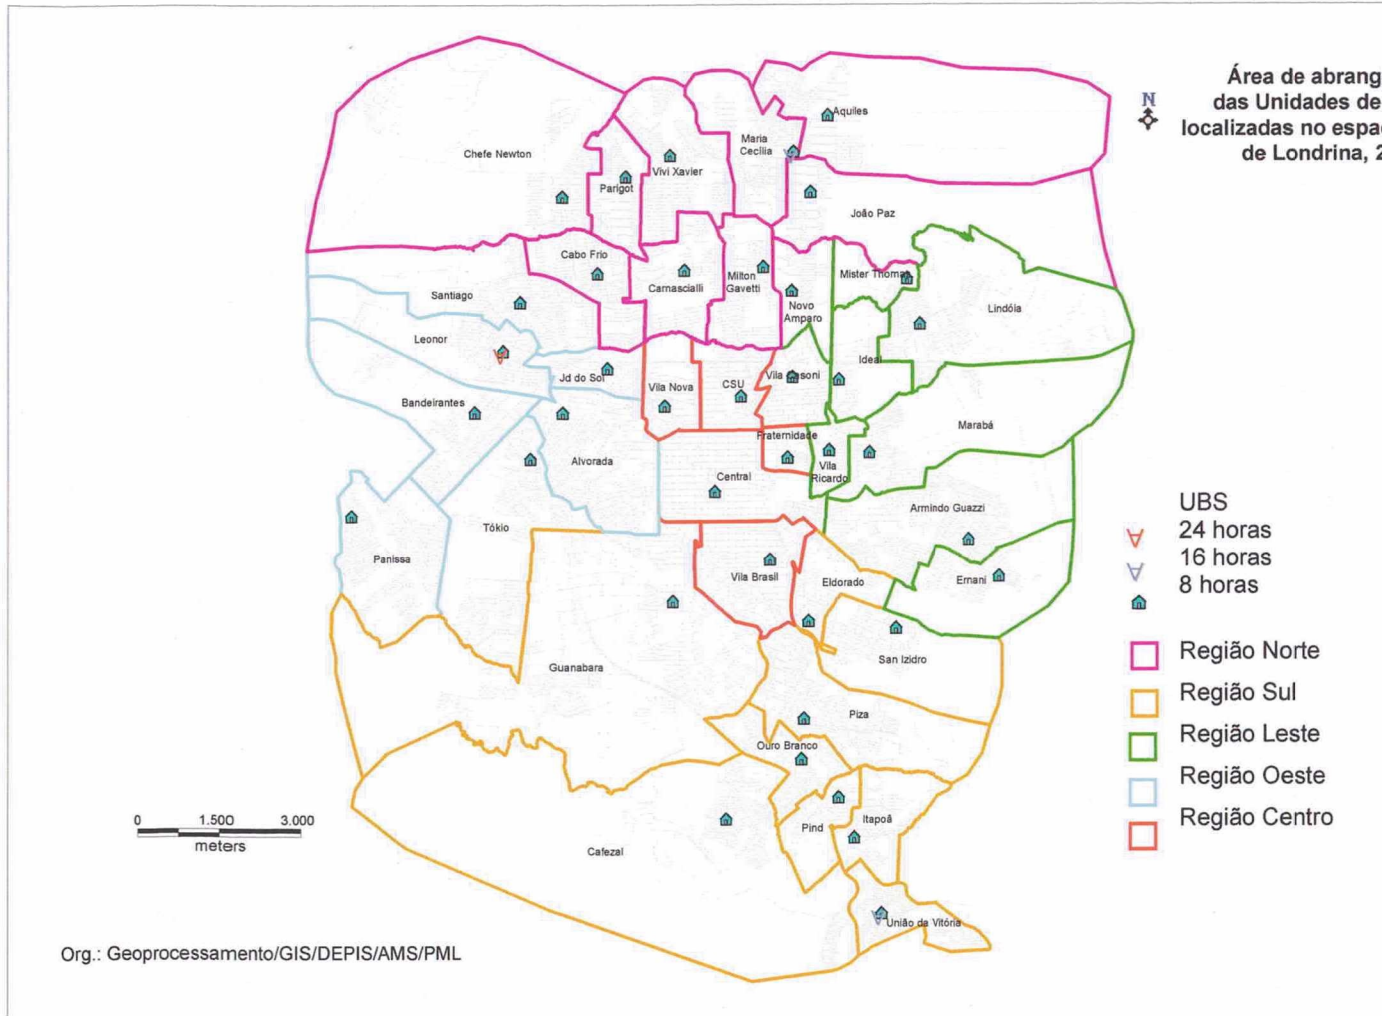 Área de abrang
das Unidades de
localizadas no espa
de Londrina, 2
N
Aquiles
Maria
Cecília
Chefe Newton
Vivi Xavier
Parigot
João Paz
Cabo Frio
Mister Thomas
Carnascialli
Milton
Gavetti
Santiago
Novo
Amparo
Lindóia
Leonor
Ideal
Jd do Sol
Vila Nova
CSU
Vila Casoni
Bandeirantes
Marabá
Fraternidade
Alvorada
Vila
Ricardo
Central
Armindo Guazzi
Tókio
Panissa
Vila Brasil
Eldorado
Ernani
San Izidro
Guanabara
Piza
Ouro Branco
Pind
Itapoã
Cafezal
União da Vitória
UBS
24 horas
16 horas
8 horas
Região Norte
Região Sul
Região Leste
Região Oeste
Região Centro
0 1.500 3.000
meters
Org.: Geoprocessamento/GIS/DEPIS/AMS/PML